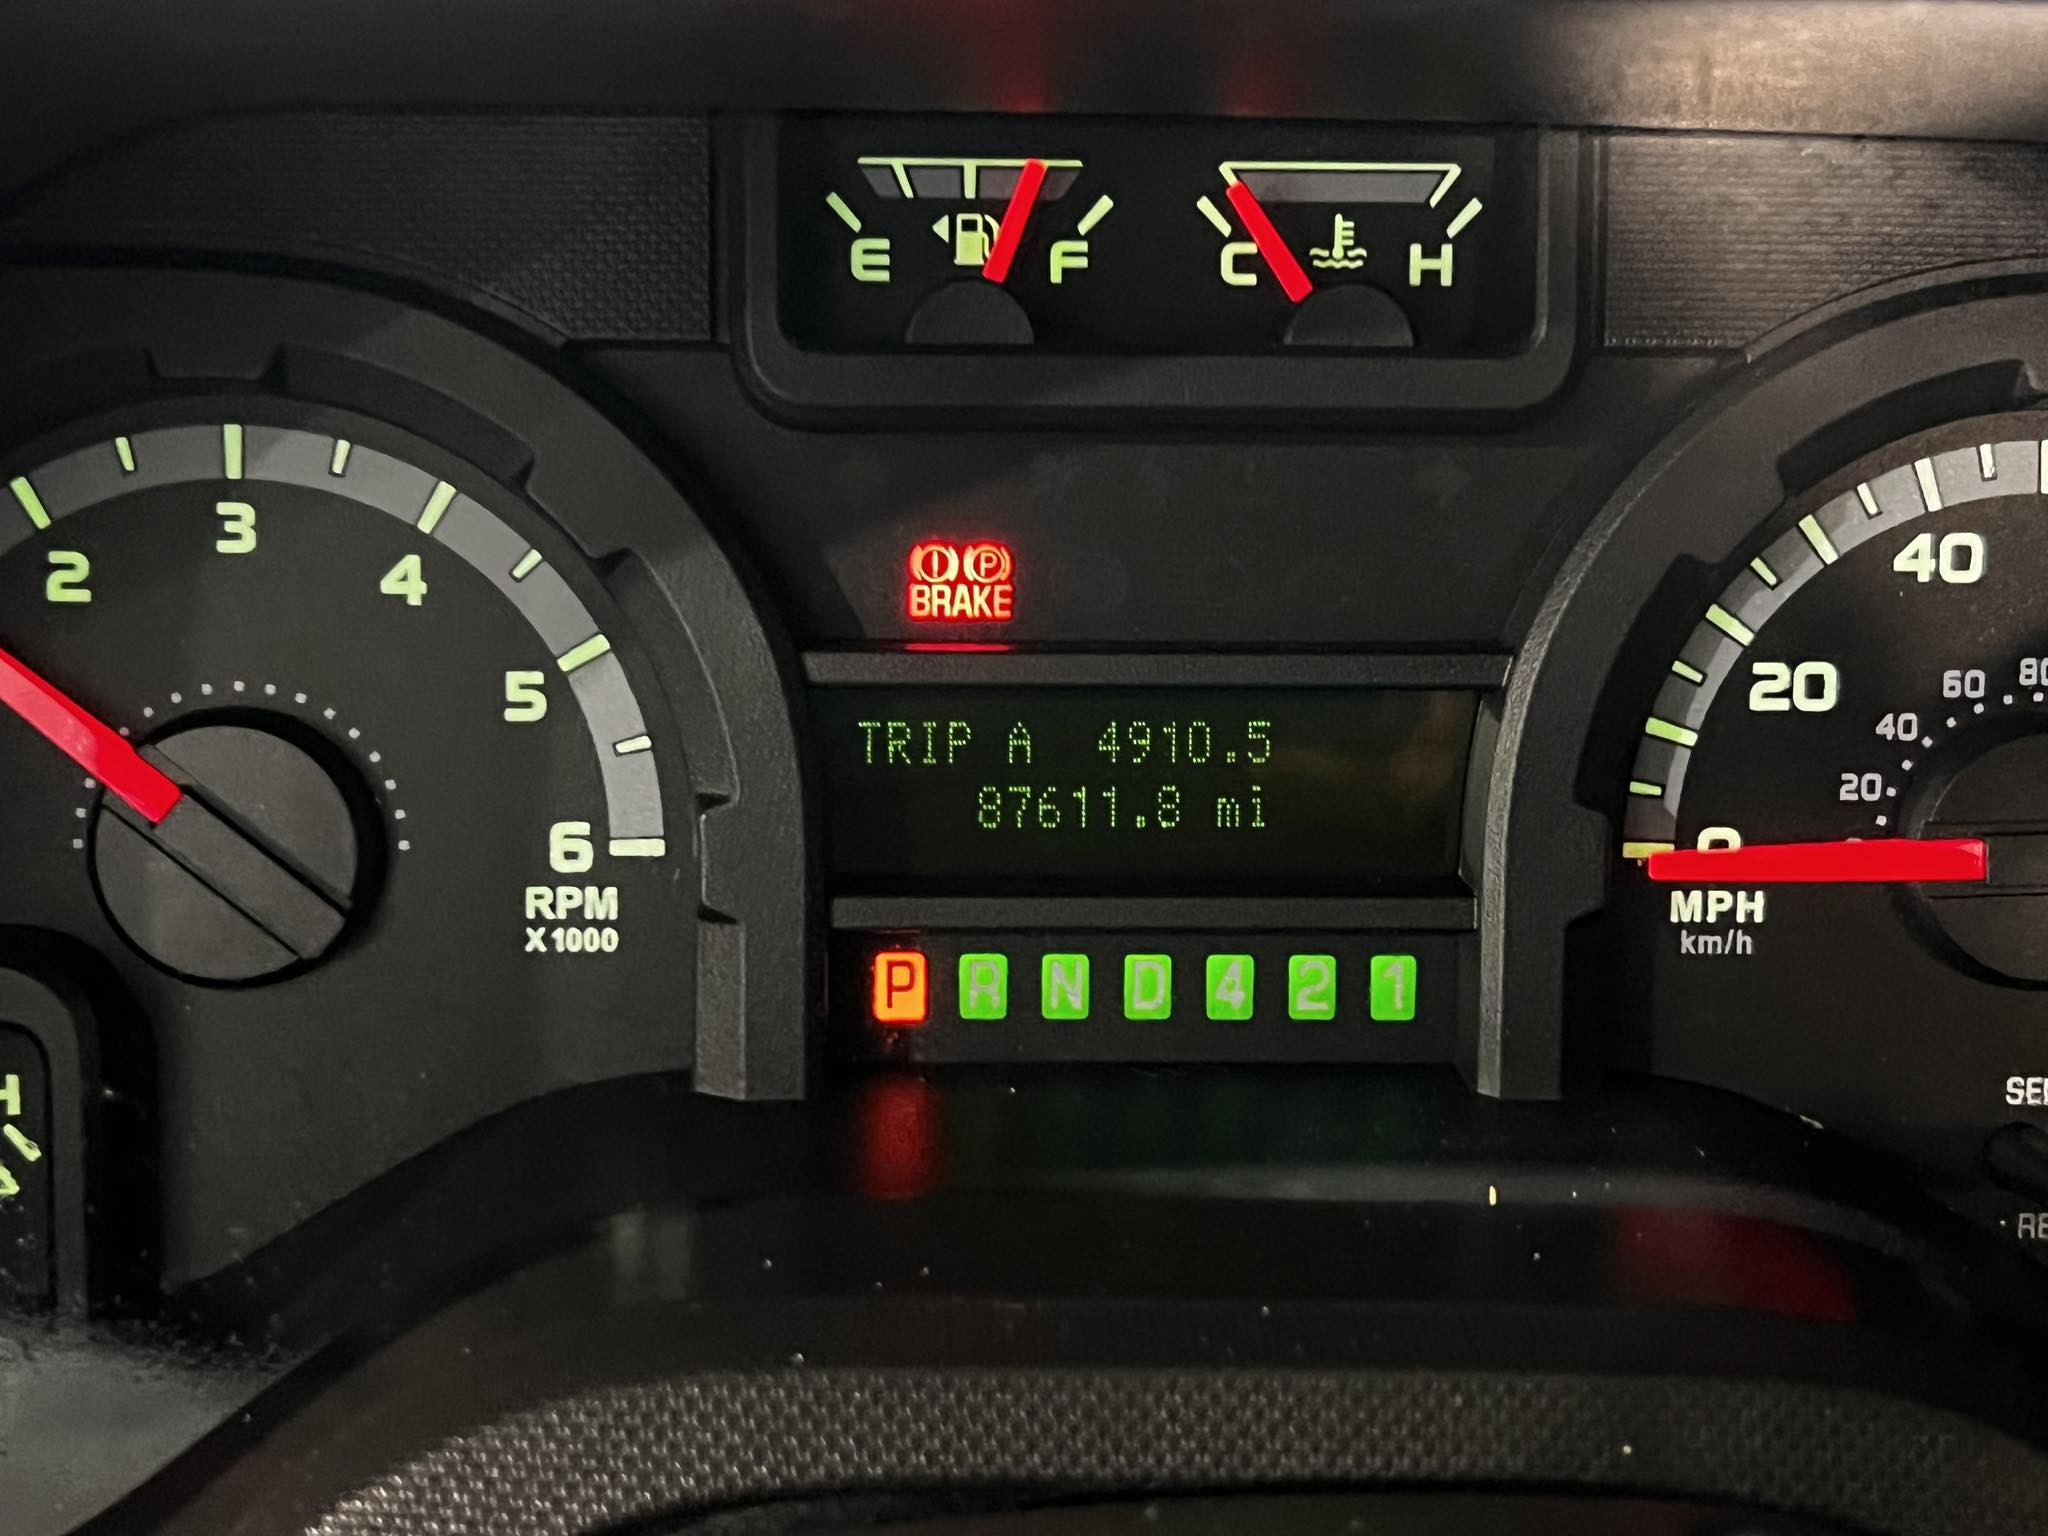 E F
C H
2 3 4 5 6
RPM
X1000
BRAKE
TRIP A 4910.5
87611.8 mi
P R N D 4 2 1
0 20 40
20 40 60 80
MPH
km/h
H